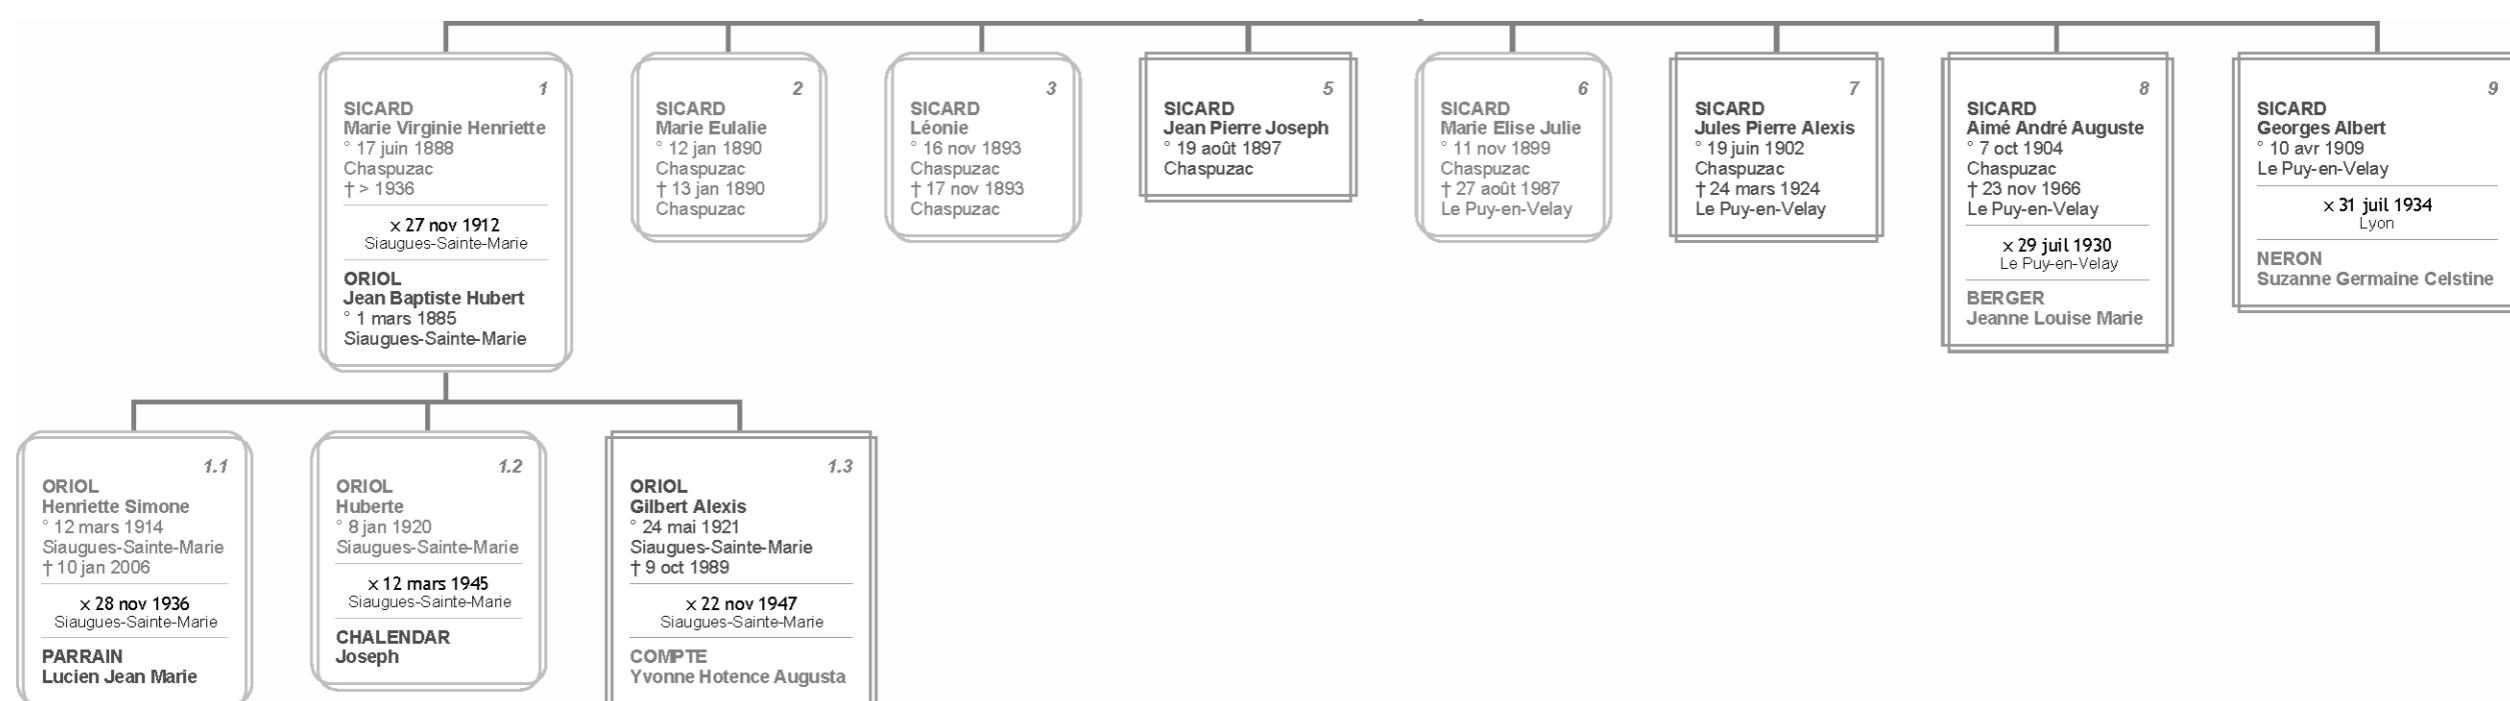 1
SICARD
Marie Virginie Henriette
° 17 juin 1888
Chaspuzac
† > 1936
x 27 nov 1912
Siaugues-Sainte-Marie
ORIOL
Jean Baptiste Hubert
° 1 mars 1885
Siaugues-Sainte-Marie
2
SICARD
Marie Eulalie
° 12 jan 1890
Chaspuzac
† 13 jan 1890
Chaspuzac
3
SICARD
Léonie
° 16 nov 1893
Chaspuzac
† 17 nov 1893
Chaspuzac
5
SICARD
Jean Pierre Joseph
° 19 août 1897
Chaspuzac
6
SICARD
Marie Elise Julie
° 11 nov 1899
Chaspuzac
† 27 août 1987
Le Puy-en-Velay
7
SICARD
Jules Pierre Alexis
° 19 juin 1902
Chaspuzac
† 24 mars 1924
Le Puy-en-Velay
8
SICARD
Aimé André Auguste
° 7 oct 1904
Chaspuzac
† 23 nov 1966
Le Puy-en-Velay
x 29 juil 1930
Le Puy-en-Velay
BERGER
Jeanne Louise Marie
9
SICARD
Georges Albert
° 10 avr 1909
Le Puy-en-Velay
x 31 juil 1934
Lyon
NERON
Suzanne Germaine Celstine
1.1
ORIOL
Henriette Simone
° 12 mars 1914
Siaugues-Sainte-Marie
† 10 jan 2006
x 28 nov 1936
Siaugues-Sainte-Marie
PARRAIN
Lucien Jean Marie
1.2
ORIOL
Huberte
° 8 jan 1920
Siaugues-Sainte-Marie
x 12 mars 1945
Siaugues-Sainte-Marie
CHALENDAR
Joseph
1.3
ORIOL
Gilbert Alexis
° 24 mai 1921
Siaugues-Sainte-Marie
† 9 oct 1989
x 22 nov 1947
Siaugues-Sainte-Marie
COMPTE
Yvonne Hotence Augusta